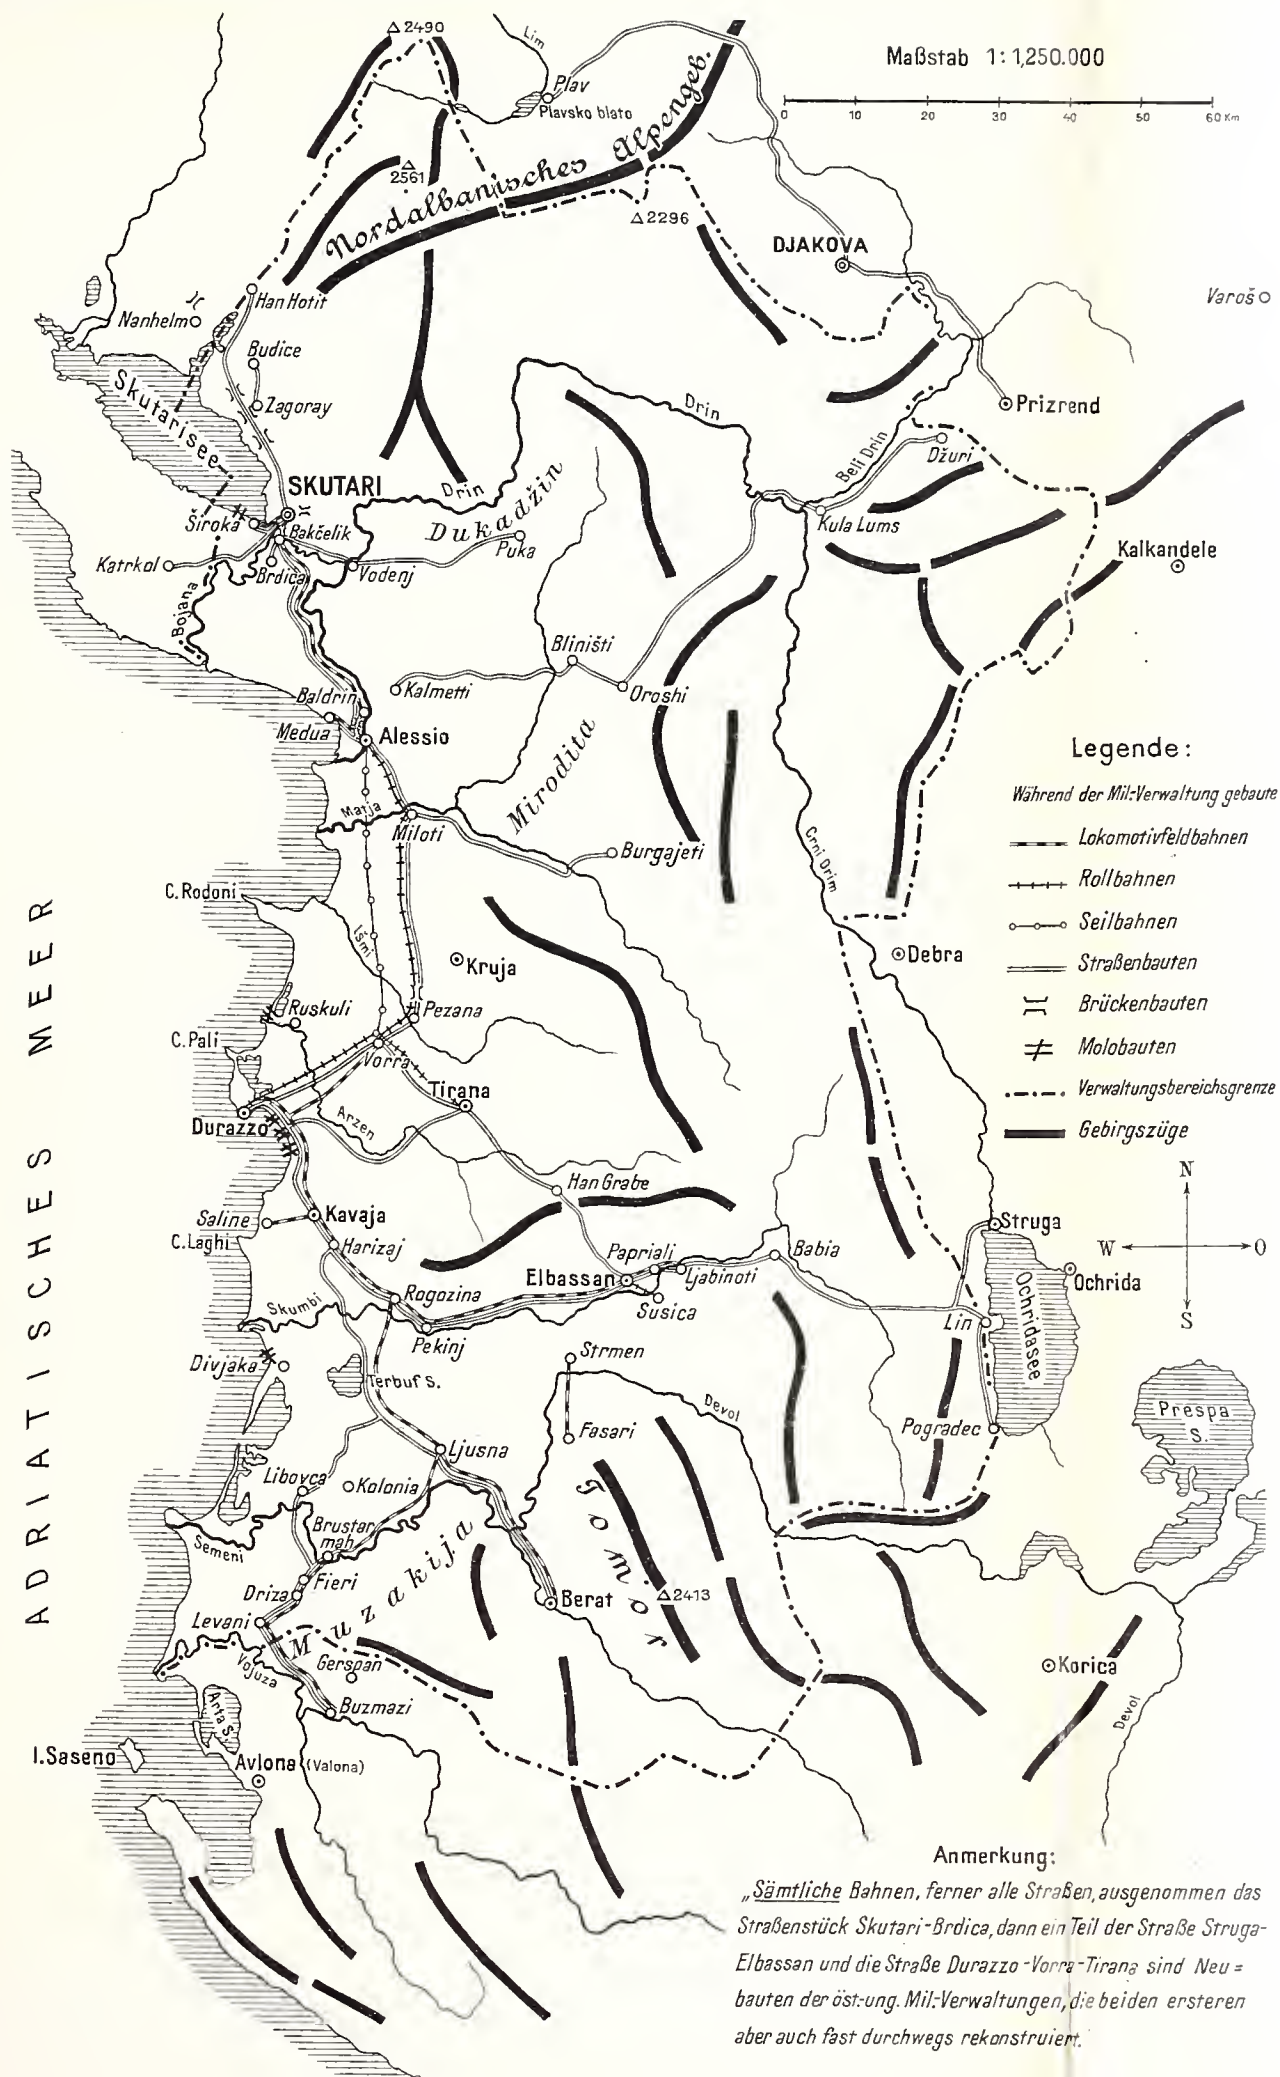 △2490
Lim
Maßstab 1:1,250.000
Plav
Plavsko blato
0 10 20 30 40 50 60 Km
△
2561
Nordalbanisches Alpengeb.
△2296
DJAKOVA
Varoš
Han Hotit
Nanhelm
Budice
Skutarisee
Zagoray
Drin
Prizrend
Beli Drin
Džuri
SKUTARI
Drin
Dukadžin
Široka
Bakčelik
Puka
Kula Lums
Katrkol
Brdica
Vodenj
Kalkandele
Bojana
Bliništi
Kalmetti
Oroshi
Baldrin
Medua
Alessio
Mirodita
Legende:
Während der Mil.-Verwaltung gebaute
Lokomotivfeldbahnen
Rollbahnen
Seilbahnen
Straßenbauten
Brückenbauten
Molobauten
Verwaltungsbereichsgrenze
Gebirgszüge
Matja
Miloti
Burgajeti
Crni Drim
C. Rodoni
Išmi
Kruja
Debra
ADRIATISCHES MEER
Ruskuli
Pezana
C. Pali
Vorra
Tirana
Durazzo
Arzen
Han Grabe
N
W
O
S
Saline
Kavaja
Struga
C. Laghi
Harizaj
Papriali
Babia
Elbassan
Ljabinoti
Ochrida
Susica
Ochridasee
Rogozina
Skumbi
Lin
Pekinj
Divjaka
Strmen
Terbuf S.
Devol
Prespa
S.
Fasari
Pogradec
Ljusna
Libovca
Kolonia
Tomor
Semeni
Brustar
mah
Muzakija
Fieri
Driza
Berat
△2413
Levani
Vojuza
Gerspan
Korica
Buzmazi
Arta S.
Devol
I. Saseno
Avlona (Valona)
Anmerkung:
„Sämtliche Bahnen, ferner alle Straßen, ausgenommen das
Straßenstück Skutari-Brdica, dann ein Teil der Straße Struga-
Elbassan und die Straße Durazzo-Vorra-Tirana sind Neu=
bauten der öst.-ung. Mil.-Verwaltungen, die beiden ersteren
aber auch fast durchwegs rekonstruiert.